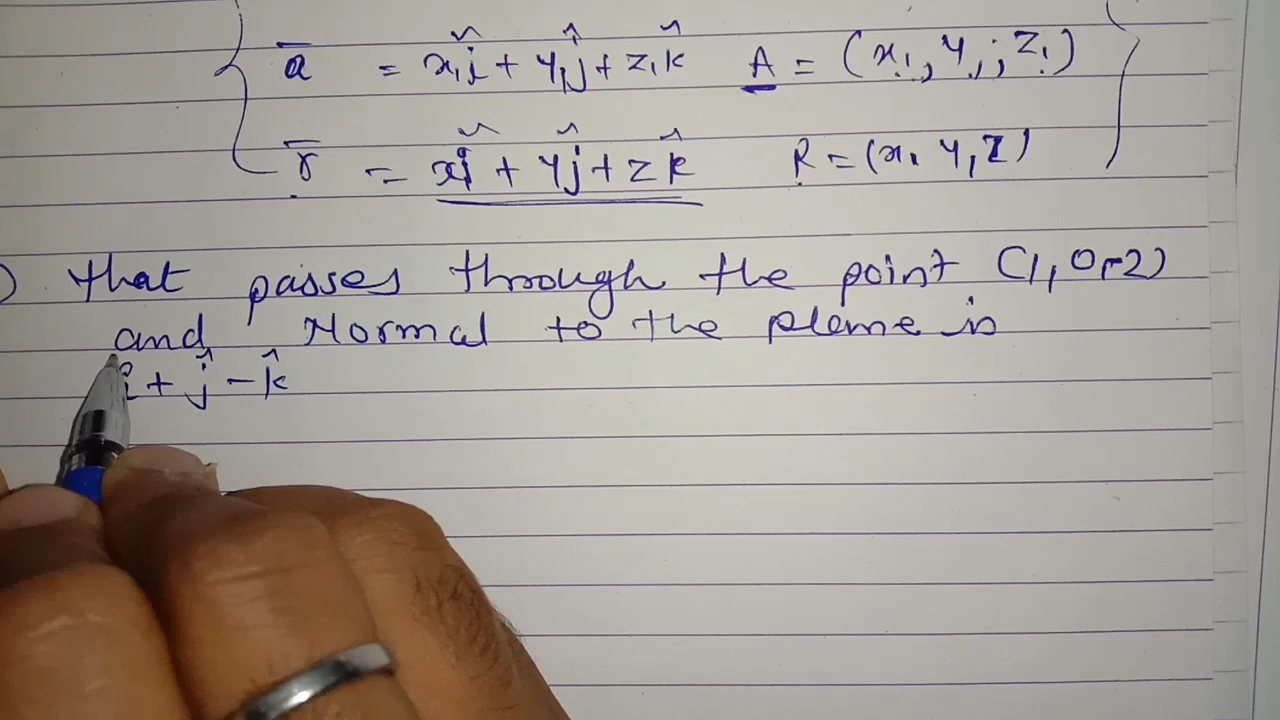 a̅ = x₁î + y₁ĵ + z₁k̂ A = (x₁, y₁, z₁)
r̅ = xî + yĵ + zk̂ R = (x, y, z)
) that passes through the point (1, 0, -2)
and Normal to the plane is
î + ĵ - k̂